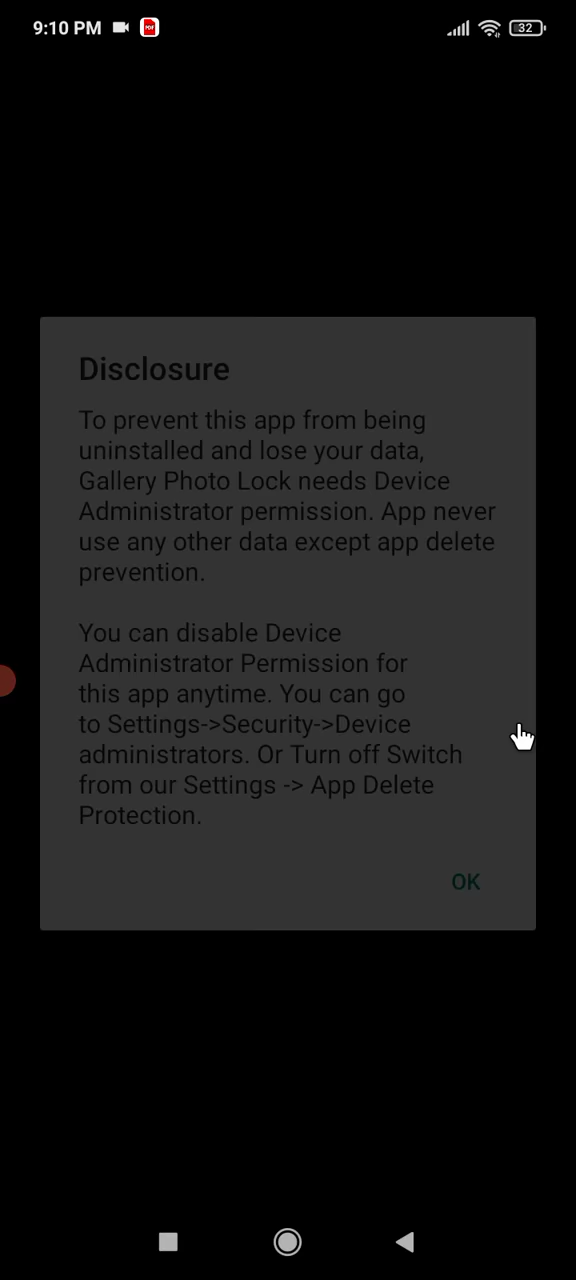 9:10 PM PDF 32
Disclosure
To prevent this app from being
uninstalled and lose your data,
Gallery Photo Lock needs Device
Administrator permission. App never
use any other data except app delete
prevention.
You can disable Device
Administrator Permission for
this app anytime. You can go
to Settings->Security->Device
administrators. Or Turn off Switch
from our Settings -> App Delete
Protection.
OK